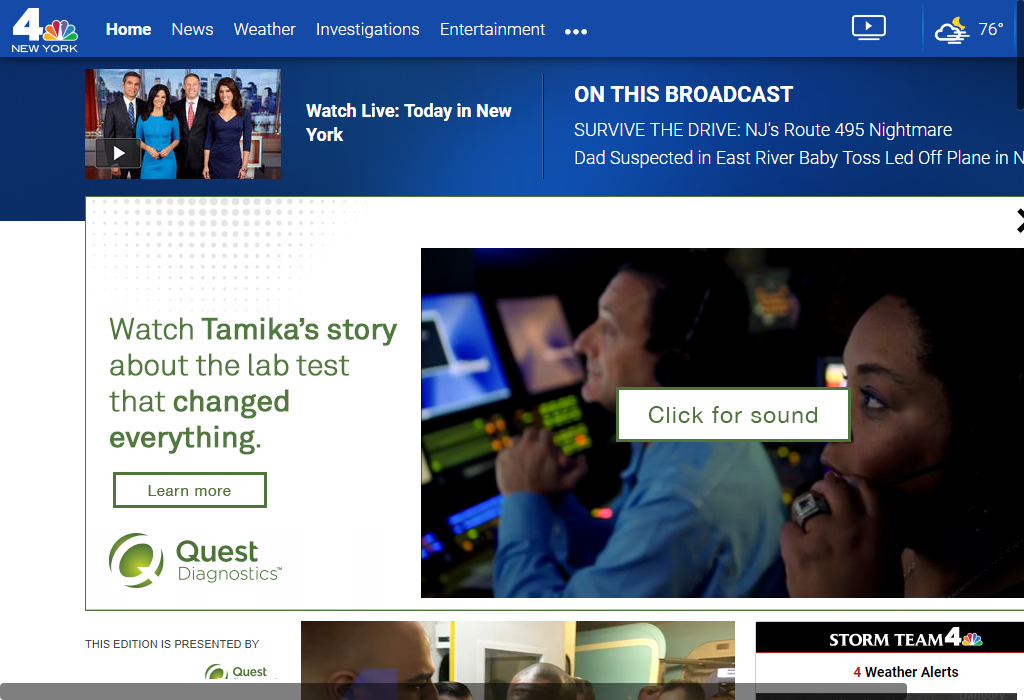 4
NEW YORK
Home News Weather Investigations Entertainment
76°
Watch Live: Today in New
York
ON THIS BROADCAST
SURVIVE THE DRIVE: NJ's Route 495 Nightmare
Dad Suspected in East River Baby Toss Led Off Plane in N
Watch Tamika's story
about the lab test
that changed
everything.
Click for sound
Learn more
Quest
Diagnostics™
THIS EDITION IS PRESENTED BY
Quest
STORM TEAM 4
4 Weather Alerts